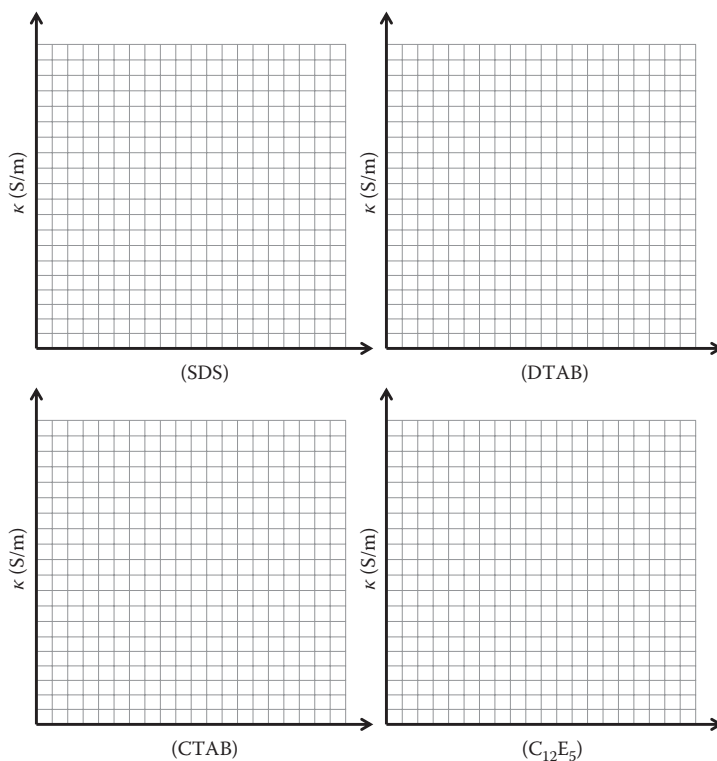 κ (S/m)
(SDS)
κ (S/m)
(DTAB)
κ (S/m)
(CTAB)
κ (S/m)
(C₁₂E₅)